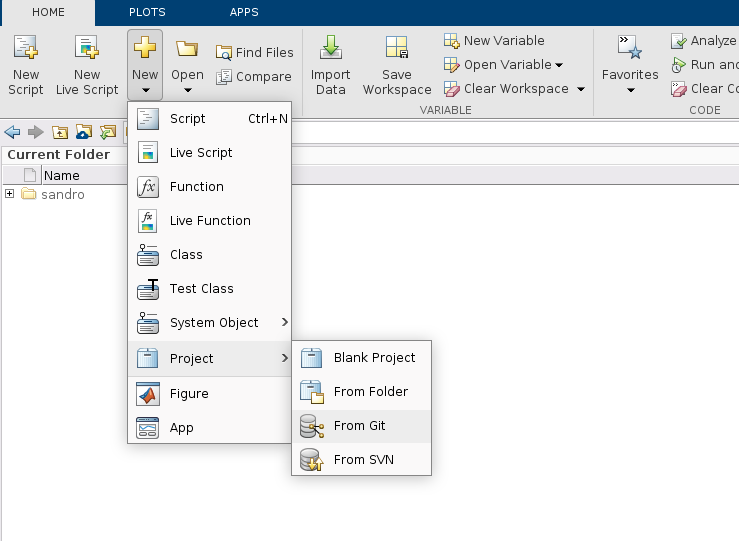 HOME PLOTS APPS
New Script
New Live Script
New
Open
Find Files
Compare
Import Data
Save Workspace
New Variable
Open Variable
Clear Workspace
VARIABLE
Favorites
Analyze
Run and
Clear Co
CODE
Current Folder
Name
sandro
Script Ctrl+N
Live Script
Function
Live Function
Class
Test Class
System Object
Project
Figure
App
Blank Project
From Folder
From Git
From SVN